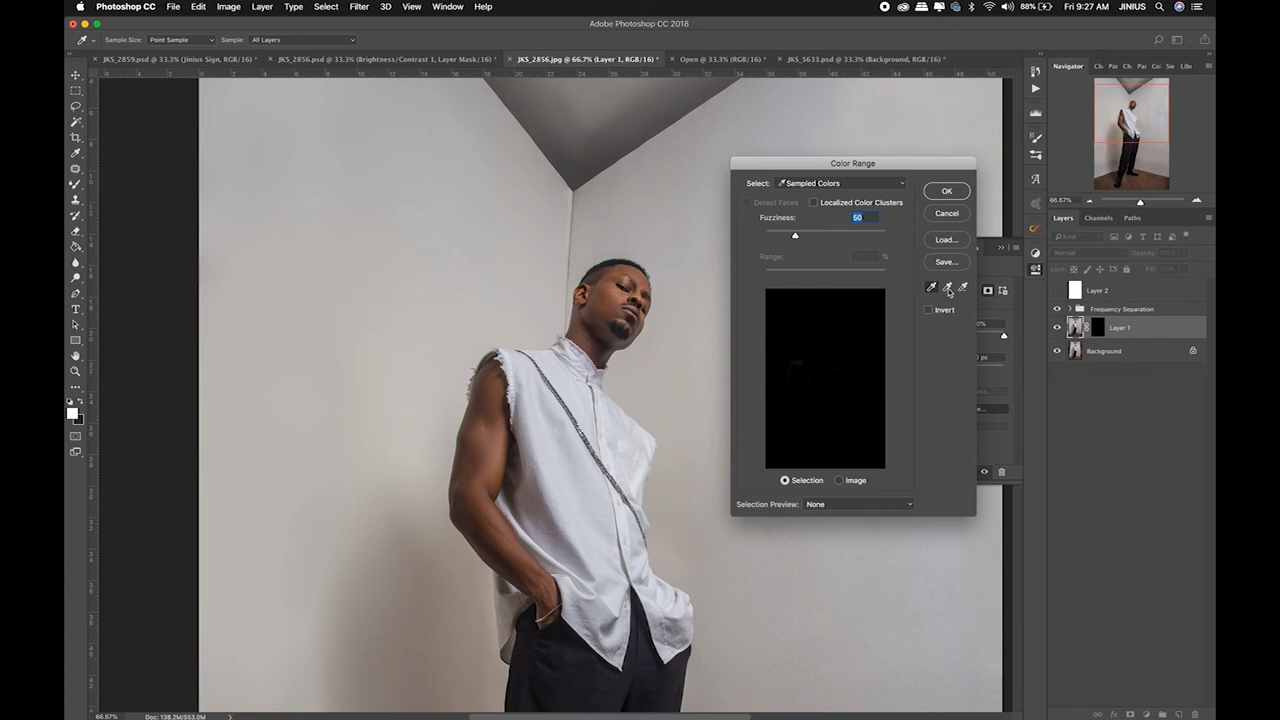 Photoshop CC File Edit Image Layer Type Select Filter 3D View Window Help 88% Fri 9:27 AM JINIUS
Adobe Photoshop CC 2018
Sample Size: Point Sample Sample: All Layers
JKS_2859.psd @ 33.3% (Jinius Sign, RGB/16) * JKS_2856.psd @ 33.3% (Brightness/Contrast 1, Layer Mask/16) * JKS_2856.jpg @ 66.7% (Layer 1, RGB/16) * Open @ 33.3% (RGB/16) * JKS_5633.psd @ 33.3% (Background, RGB/16) *
Navigator
66.67%
Layers Channels Paths
Kind
Normal Opacity:
Lock: Fill:
Layer 2
Frequency Separation
Layer 1
Background
Color Range
Select: Sampled Colors
Detect Faces Localized Color Clusters
Fuzziness: 50
Range: %
OK
Cancel
Load...
Save...
Invert
Selection Image
Selection Preview: None
66.67% Doc: 138.2M/553.0M